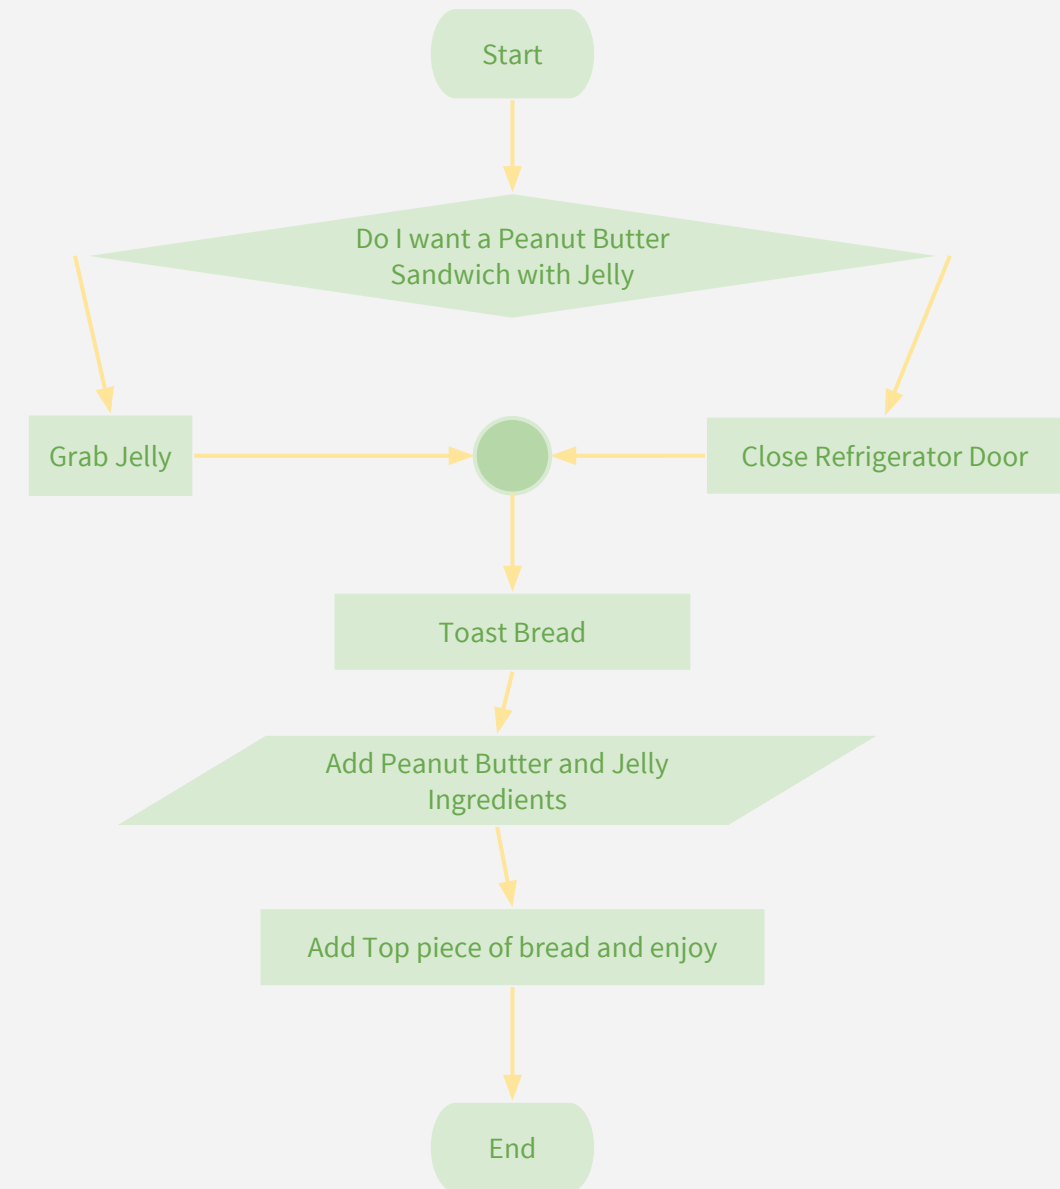 Start
Do I want a Peanut Butter
Sandwich with Jelly
Grab Jelly
Close Refrigerator Door
Toast Bread
Add Peanut Butter and Jelly
Ingredients
Add Top piece of bread and enjoy
End